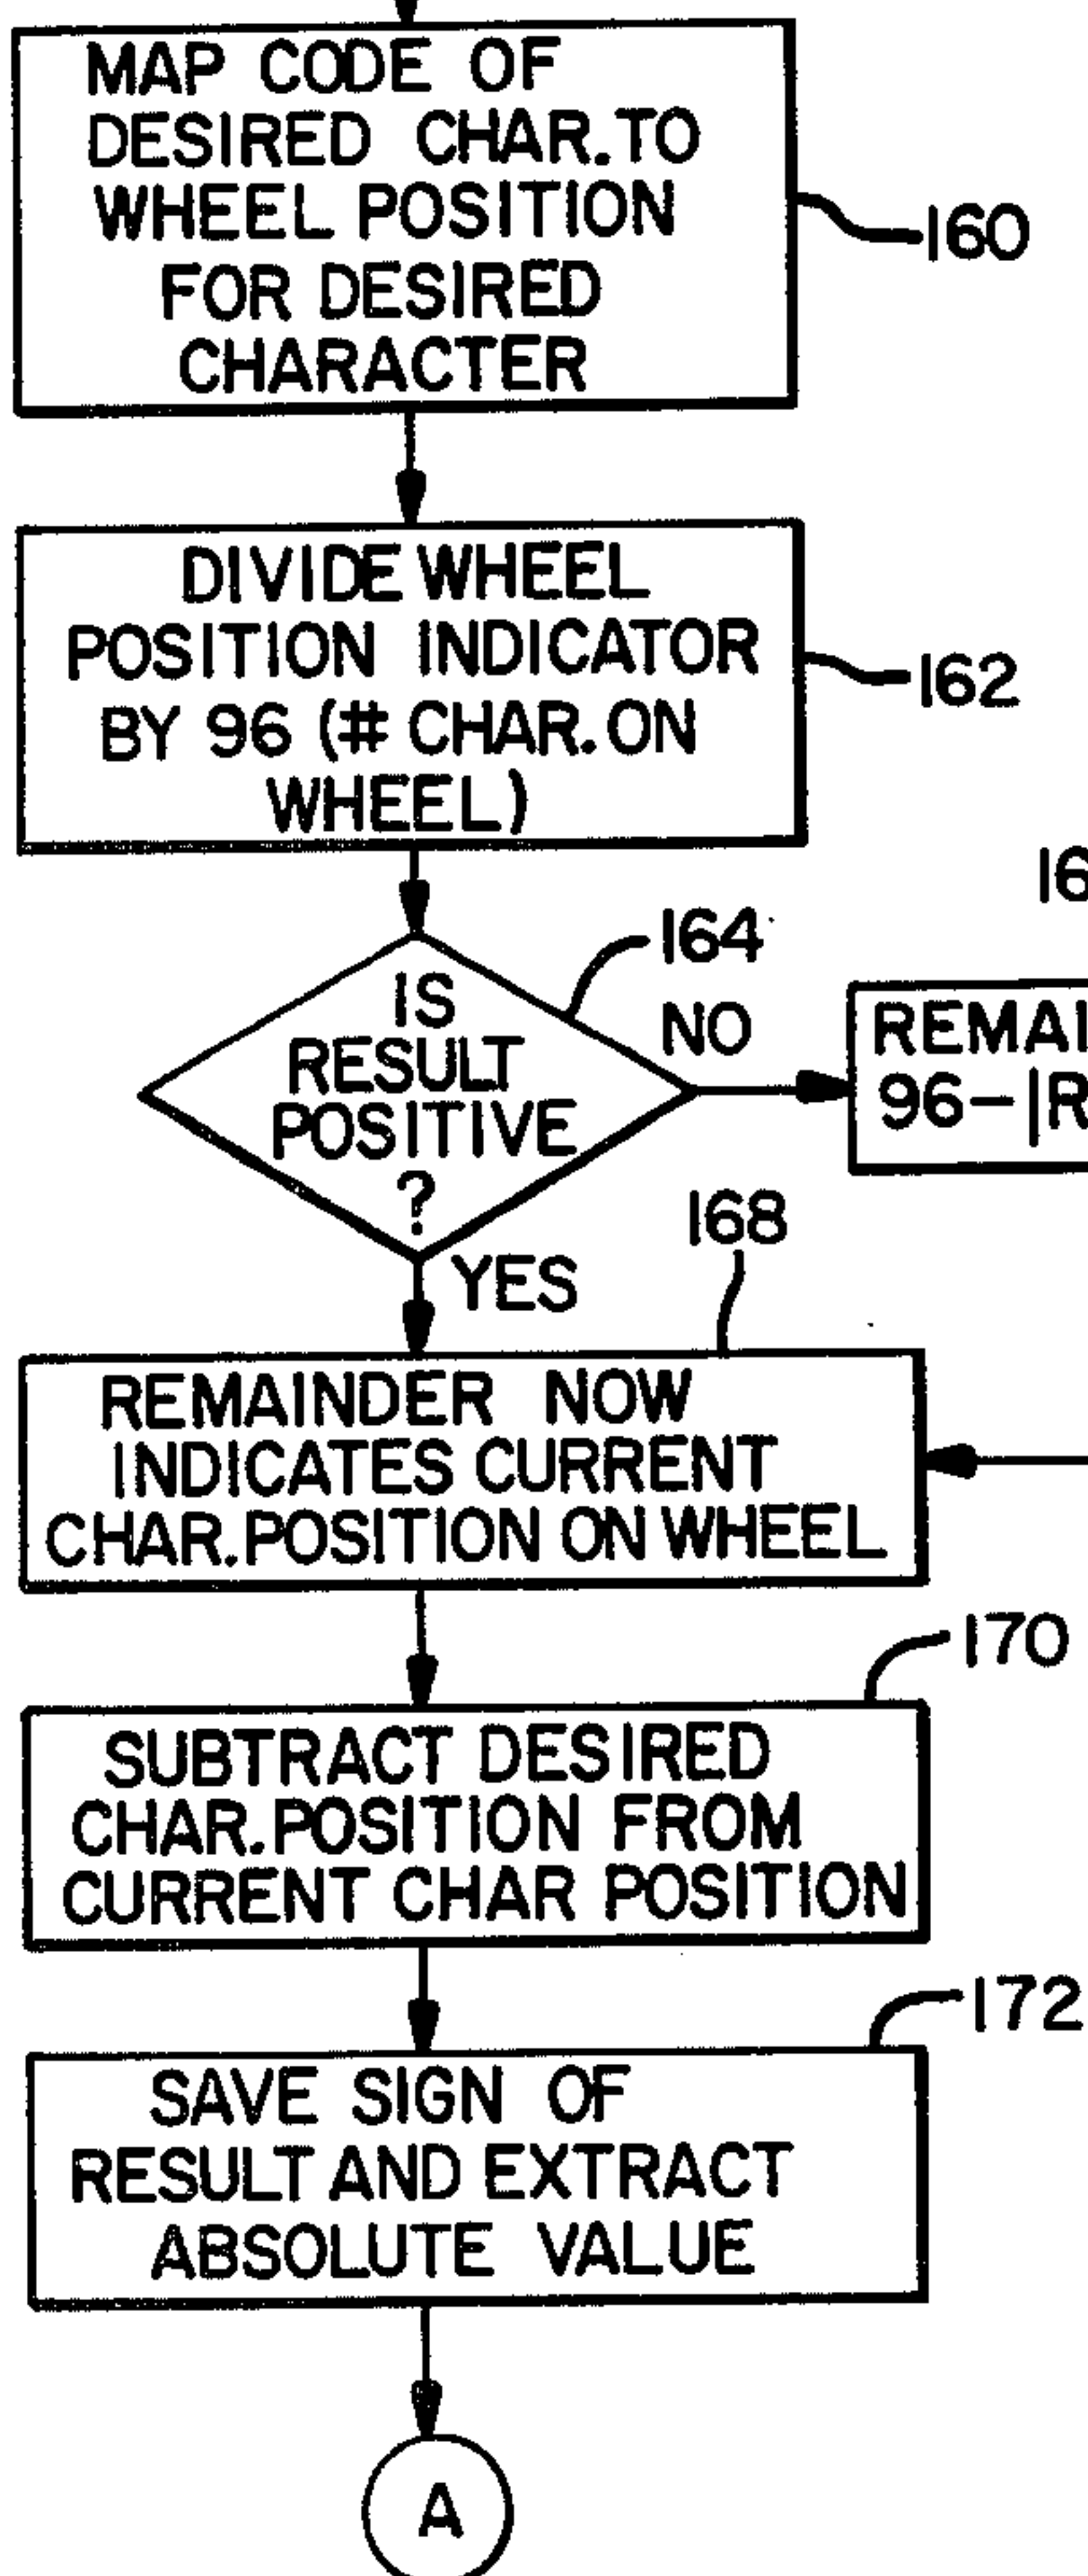 MAP CODE OF
DESIRED CHAR. TO
WHEEL POSITION
FOR DESIRED
CHARACTER
160
DIVIDE WHEEL
POSITION INDICATOR
BY 96 (# CHAR. ON
WHEEL)
162
IS
RESULT
POSITIVE
?
164
NO
YES
96-|R
168
REMAINDER NOW
INDICATES CURRENT
CHAR. POSITION ON WHEEL
170
SUBTRACT DESIRED
CHAR. POSITION FROM
CURRENT CHAR POSITION
172
SAVE SIGN OF
RESULT AND EXTRACT
ABSOLUTE VALUE
A